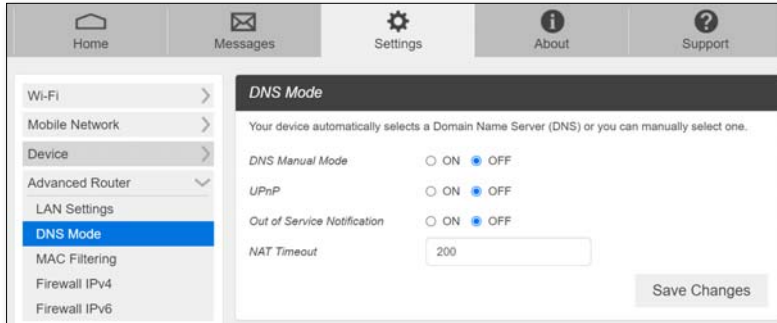 Home
Messages
Settings
About
Support
Wi-Fi
Mobile Network
Device
Advanced Router
LAN Settings
DNS Mode
MAC Filtering
Firewall IPv4
Firewall IPv6
DNS Mode
Your device automatically selects a Domain Name Server (DNS) or you can manually select one.
DNS Manual Mode ON OFF
UPnP ON OFF
Out of Service Notification ON OFF
NAT Timeout 200
Save Changes